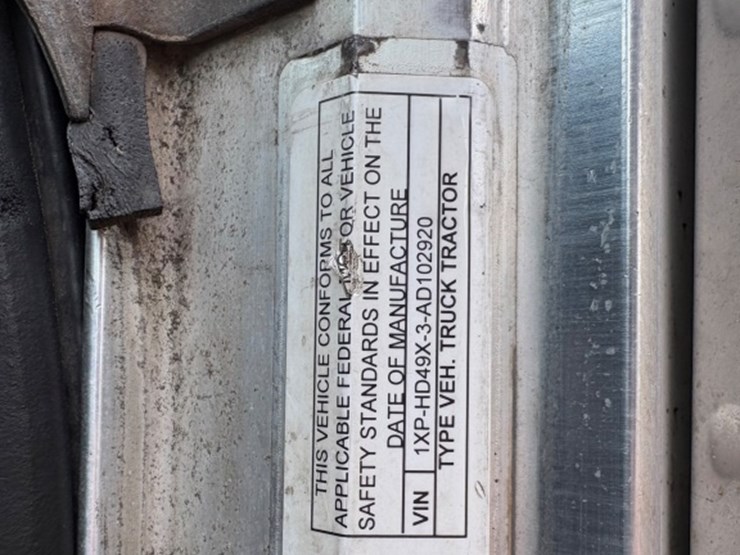 THIS VEHICLE CONFORMS TO ALL
APPLICABLE FEDERAL MOTOR VEHICLE
SAFETY STANDARDS IN EFFECT ON THE
DATE OF MANUFACTURE
VIN 1XP-HD49X-3-AD102920
TYPE VEH. TRUCK TRACTOR